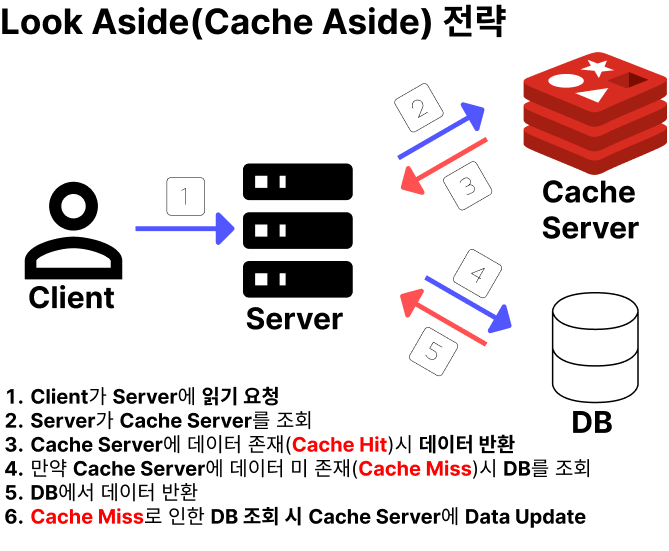 Look Aside(Cache Aside) 전략
2
1
3
Cache
Server
Client
Server
4
5
DB
1. Client가 Server에 읽기 요청
2. Server가 Cache Server를 조회
3. Cache Server에 데이터 존재(Cache Hit)시 데이터 반환
4. 만약 Cache Server에 데이터 미 존재(Cache Miss)시 DB를 조회
5. DB에서 데이터 반환
6. Cache Miss로 인한 DB 조회 시 Cache Server에 Data Update